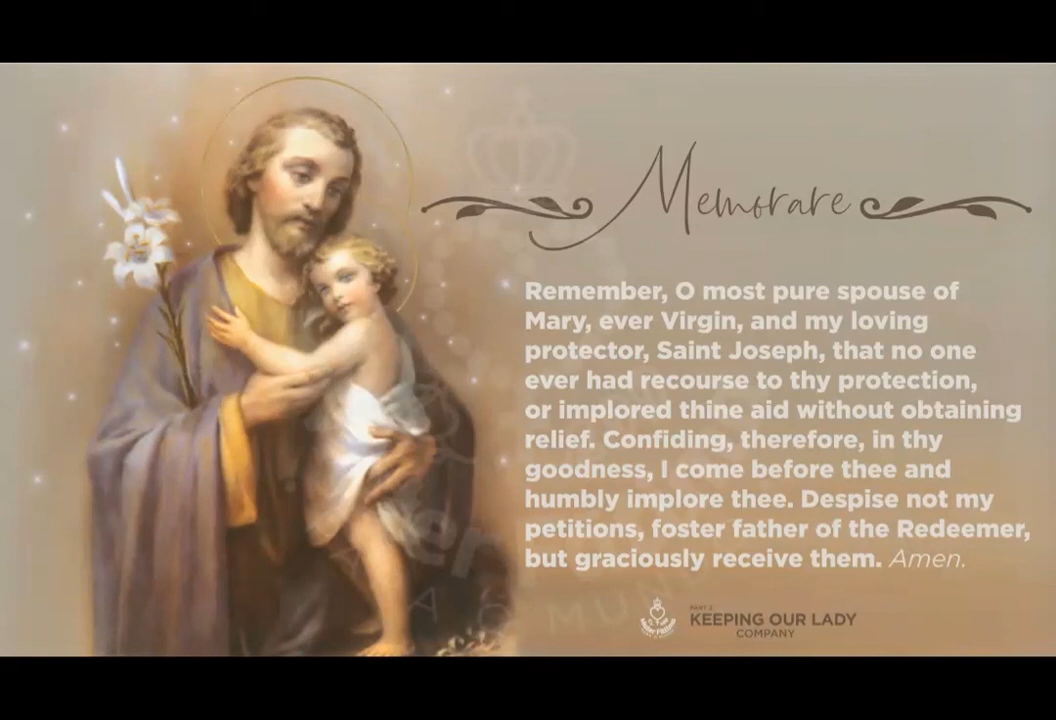 Memorare
Remember, O most pure spouse of
Mary, ever Virgin, and my loving
protector, Saint Joseph, that no one
ever had recourse to thy protection,
or implored thine aid without obtaining
relief. Confiding, therefore, in thy
goodness, I come before thee and
humbly implore thee. Despise not my
petitions, foster father of the Redeemer,
but graciously receive them. Amen.
PART 2
KEEPING OUR LADY
COMPANY